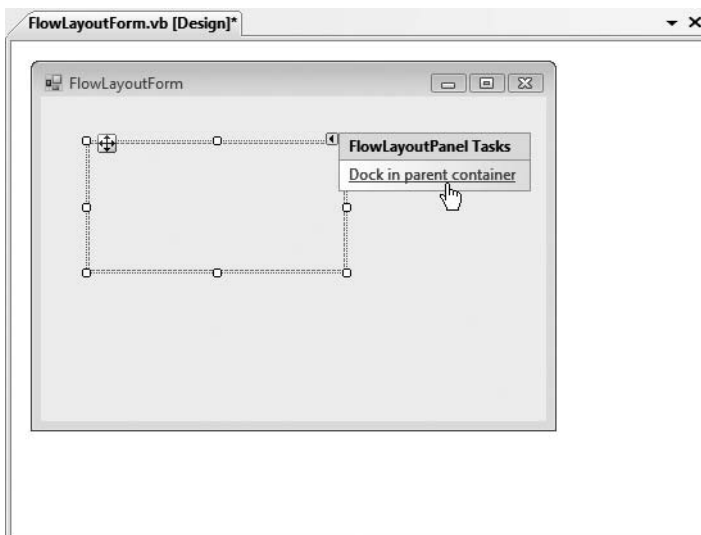 FlowLayoutForm.vb [Design]*
FlowLayoutForm
FlowLayoutPanel Tasks
Dock in parent container